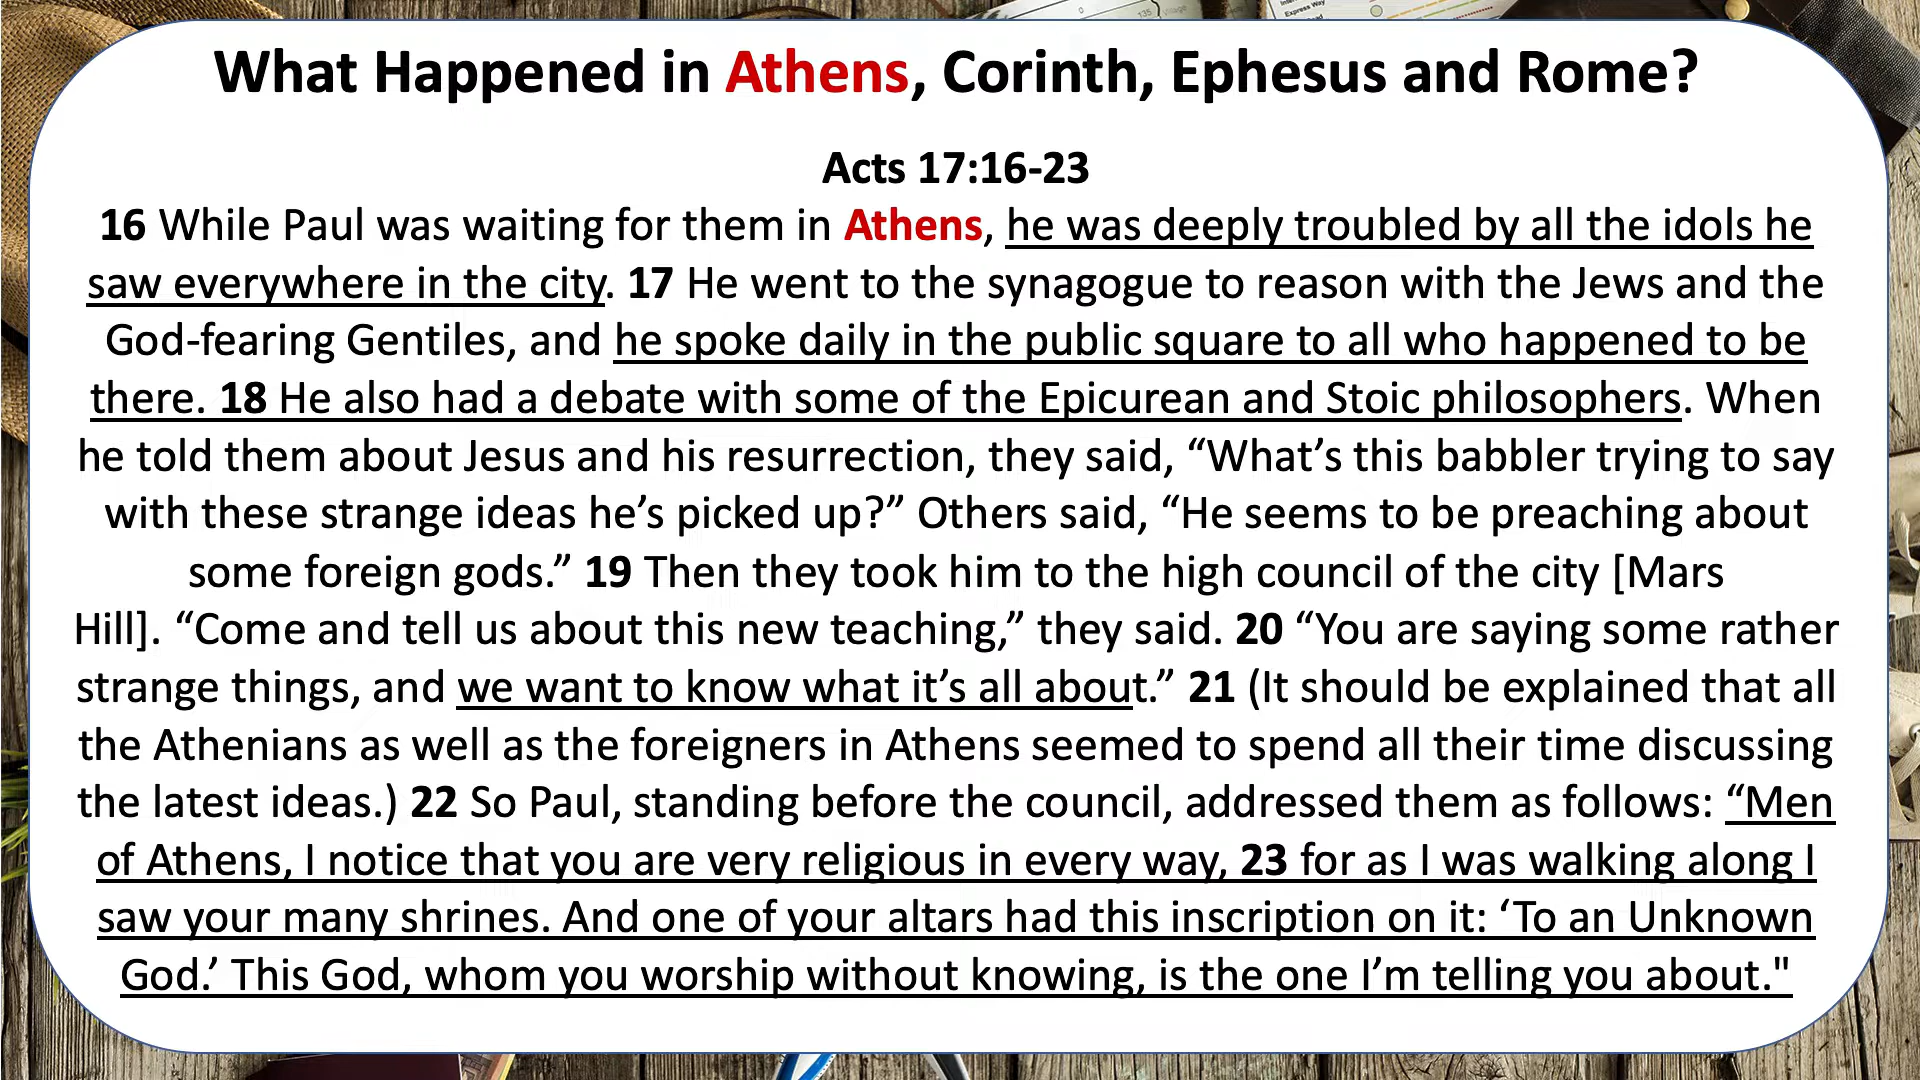 What Happened in Athens, Corinth, Ephesus and Rome?
Acts 17:16-23
16 While Paul was waiting for them in Athens, he was deeply troubled by all the idols he
saw everywhere in the city. 17 He went to the synagogue to reason with the Jews and the
God-fearing Gentiles, and he spoke daily in the public square to all who happened to be
there. 18 He also had a debate with some of the Epicurean and Stoic philosophers. When
he told them about Jesus and his resurrection, they said, “What’s this babbler trying to say
with these strange ideas he’s picked up?” Others said, “He seems to be preaching about
some foreign gods.” 19 Then they took him to the high council of the city [Mars
Hill]. “Come and tell us about this new teaching,” they said. 20 “You are saying some rather
strange things, and we want to know what it’s all about.” 21 (It should be explained that all
the Athenians as well as the foreigners in Athens seemed to spend all their time discussing
the latest ideas.) 22 So Paul, standing before the council, addressed them as follows: “Men
of Athens, I notice that you are very religious in every way, 23 for as I was walking along I
saw your many shrines. And one of your altars had this inscription on it: ‘To an Unknown
God.’ This God, whom you worship without knowing, is the one I’m telling you about."
Express Way